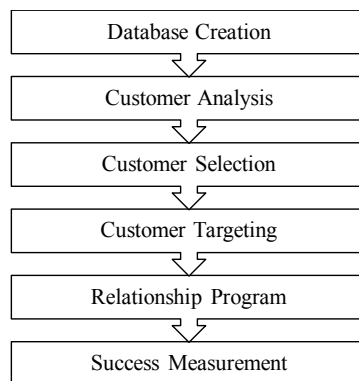 Database Creation
Customer Analysis
Customer Selection
Customer Targeting
Relationship Program
Success Measurement